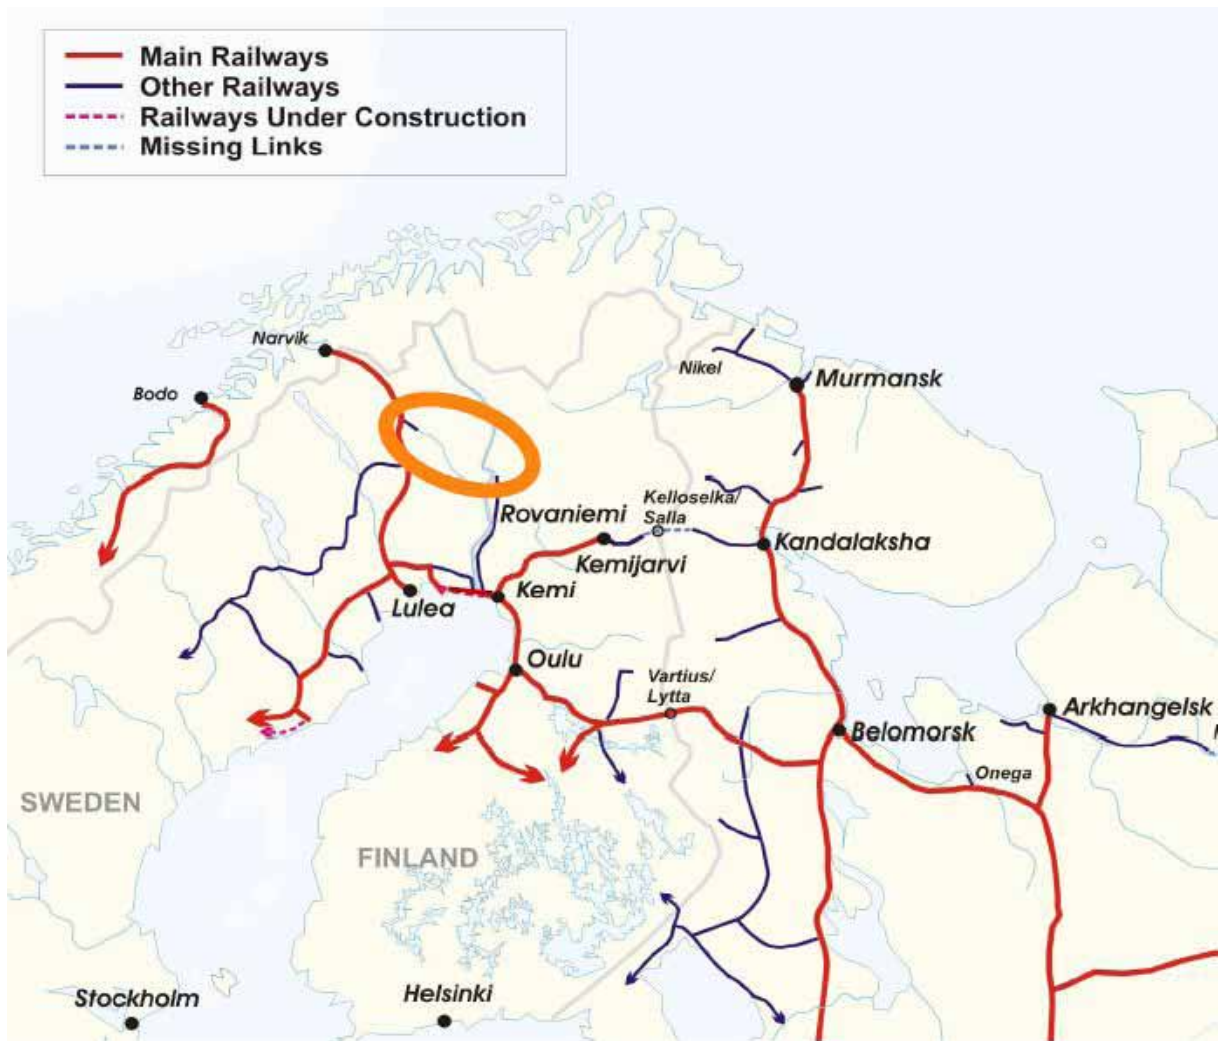 Main Railways
Other Railways
Railways Under Construction
Missing Links
Narvik
Bodo
Nikel
Murmansk
Kelloselka/
Salla
Rovaniemi
Kandalaksha
Kemijarvi
Kemi
Lulea
Oulu
Vartius/
Lytta
Arkhangelsk
Belomorsk
Onega
SWEDEN
FINLAND
Stockholm
Helsinki